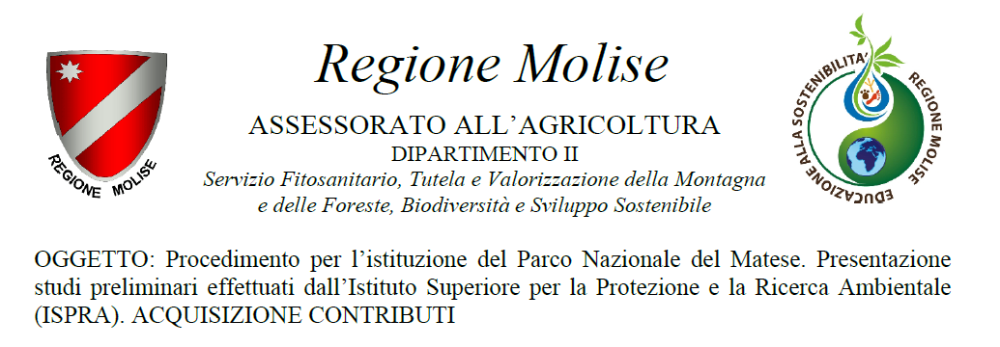 REGIONE MOLISE
Regione Molise
ASSESSORATO ALL’AGRICOLTURA
DIPARTIMENTO II
Servizio Fitosanitario, Tutela e Valorizzazione della Montagna
e delle Foreste, Biodiversità e Sviluppo Sostenibile
EDUCAZIONE ALLA SOSTENIBILITA’
REGIONE MOLISE
OGGETTO: Procedimento per l’istituzione del Parco Nazionale del Matese. Presentazione
studi preliminari effettuati dall’Istituto Superiore per la Protezione e la Ricerca Ambientale
(ISPRA). ACQUISIZIONE CONTRIBUTI